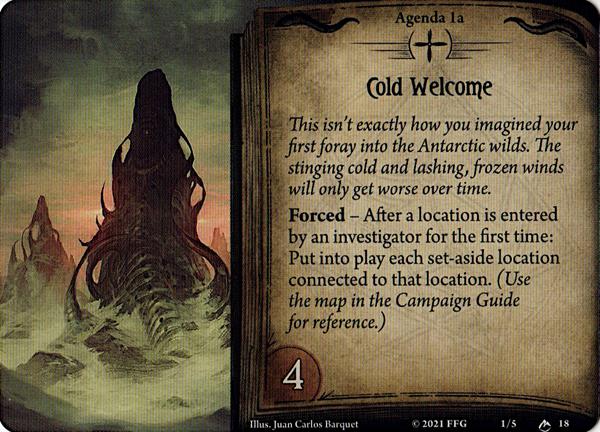 Agenda 1a
Cold Welcome
This isn't exactly how you imagined your
first foray into the Antarctic wilds. The
stinging cold and lashing, frozen winds
will only get worse over time.
Forced – After a location is entered
by an investigator for the first time:
Put into play each set-aside location
connected to that location. (Use
the map in the Campaign Guide
for reference.)
4
Illus. Juan Carlos Barquet © 2021 FFG 1/5 18